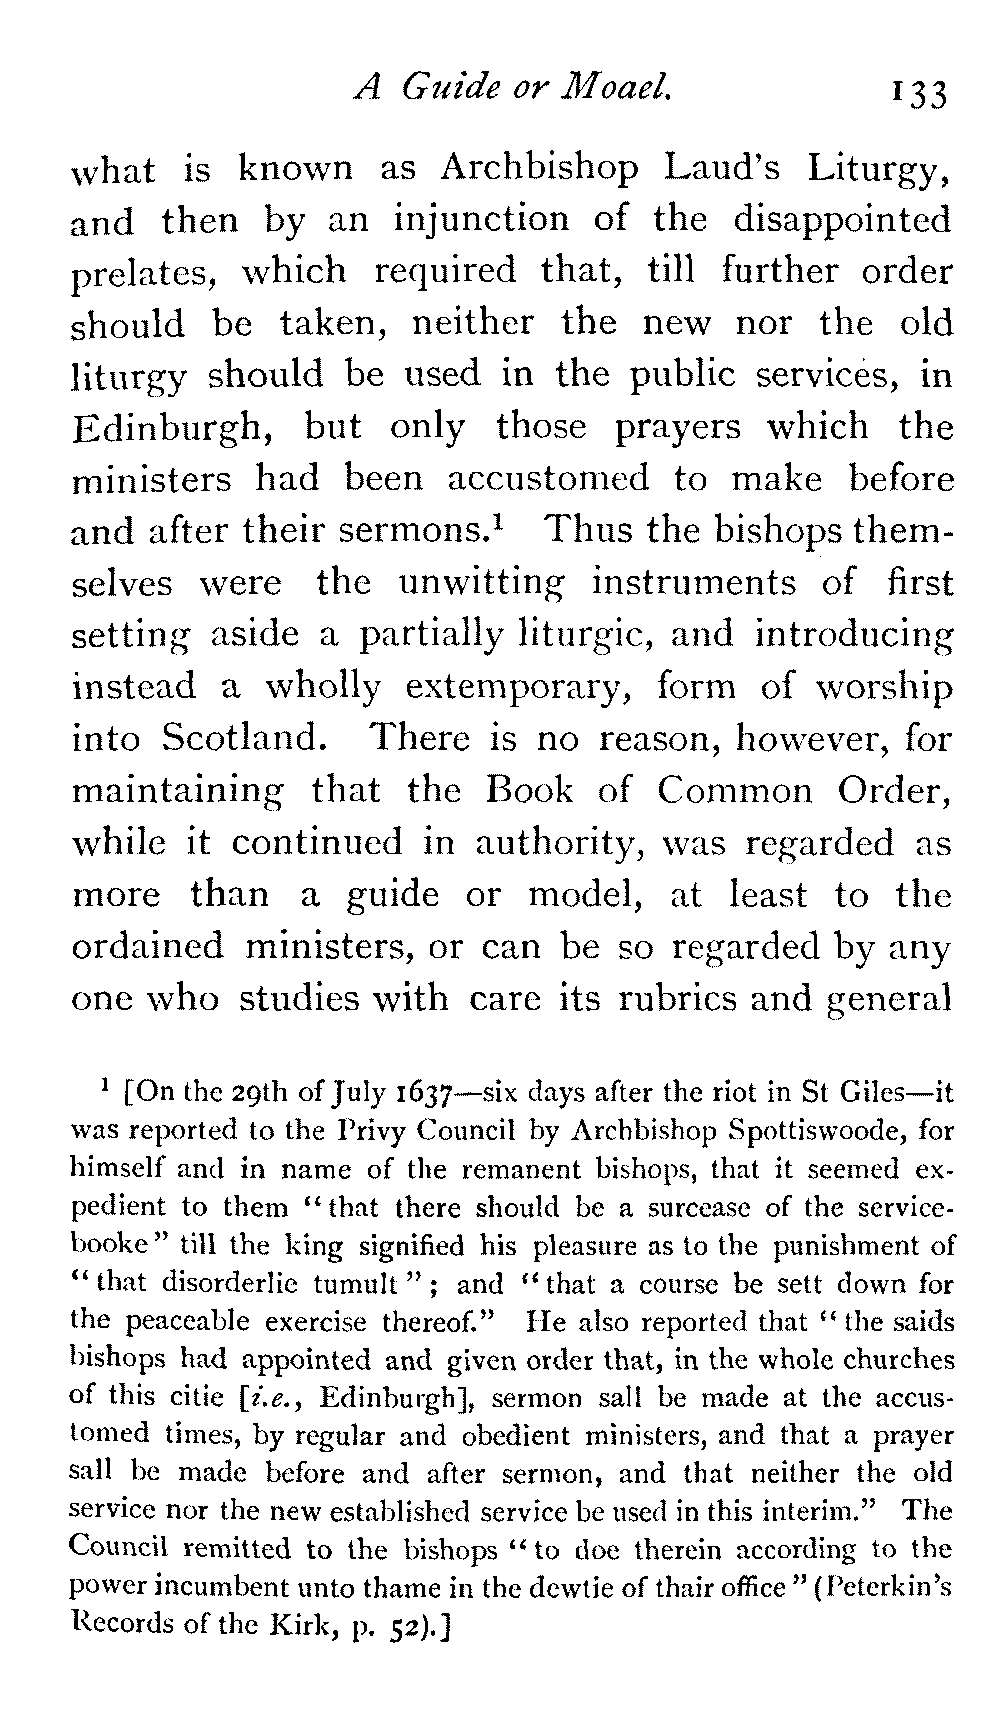 A Guide or Moael. 133
what is known as Archbishop Laud's Liturgy,
and then by an injunction of the disappointed
prelates, which required that, till further order
should be taken, neither the new nor the old
liturgy should be used in the public services, in
Edinburgh, but only those prayers which the
ministers had been accustomed to make before
and after their sermons.¹ Thus the bishops them-
selves were the unwitting instruments of first
setting aside a partially liturgic, and introducing
instead a wholly extemporary, form of worship
into Scotland. There is no reason, however, for
maintaining that the Book of Common Order,
while it continued in authority, was regarded as
more than a guide or model, at least to the
ordained ministers, or can be so regarded by any
one who studies with care its rubrics and general
¹ [On the 29th of July 1637—six days after the riot in St Giles—it
was reported to the Privy Council by Archbishop Spottiswoode, for
himself and in name of the remanent bishops, that it seemed ex-
pedient to them "that there should be a surcease of the service-
booke" till the king signified his pleasure as to the punishment of
"that disorderlie tumult"; and "that a course be sett down for
the peaceable exercise thereof." He also reported that "the saids
bishops had appointed and given order that, in the whole churches
of this citie [i.e., Edinburgh], sermon sall be made at the accus-
tomed times, by regular and obedient ministers, and that a prayer
sall be made before and after sermon, and that neither the old
service nor the new established service be used in this interim." The
Council remitted to the bishops "to doe therein according to the
power incumbent unto thame in the dewtie of thair office" (Peterkin's
Records of the Kirk, p. 52).]